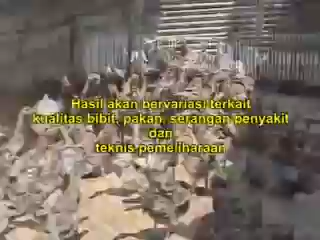 Hasil akan bervariasi terkait
kualitas bibit, pakan, serangan penyakit
dan
teknis pemeliharaan